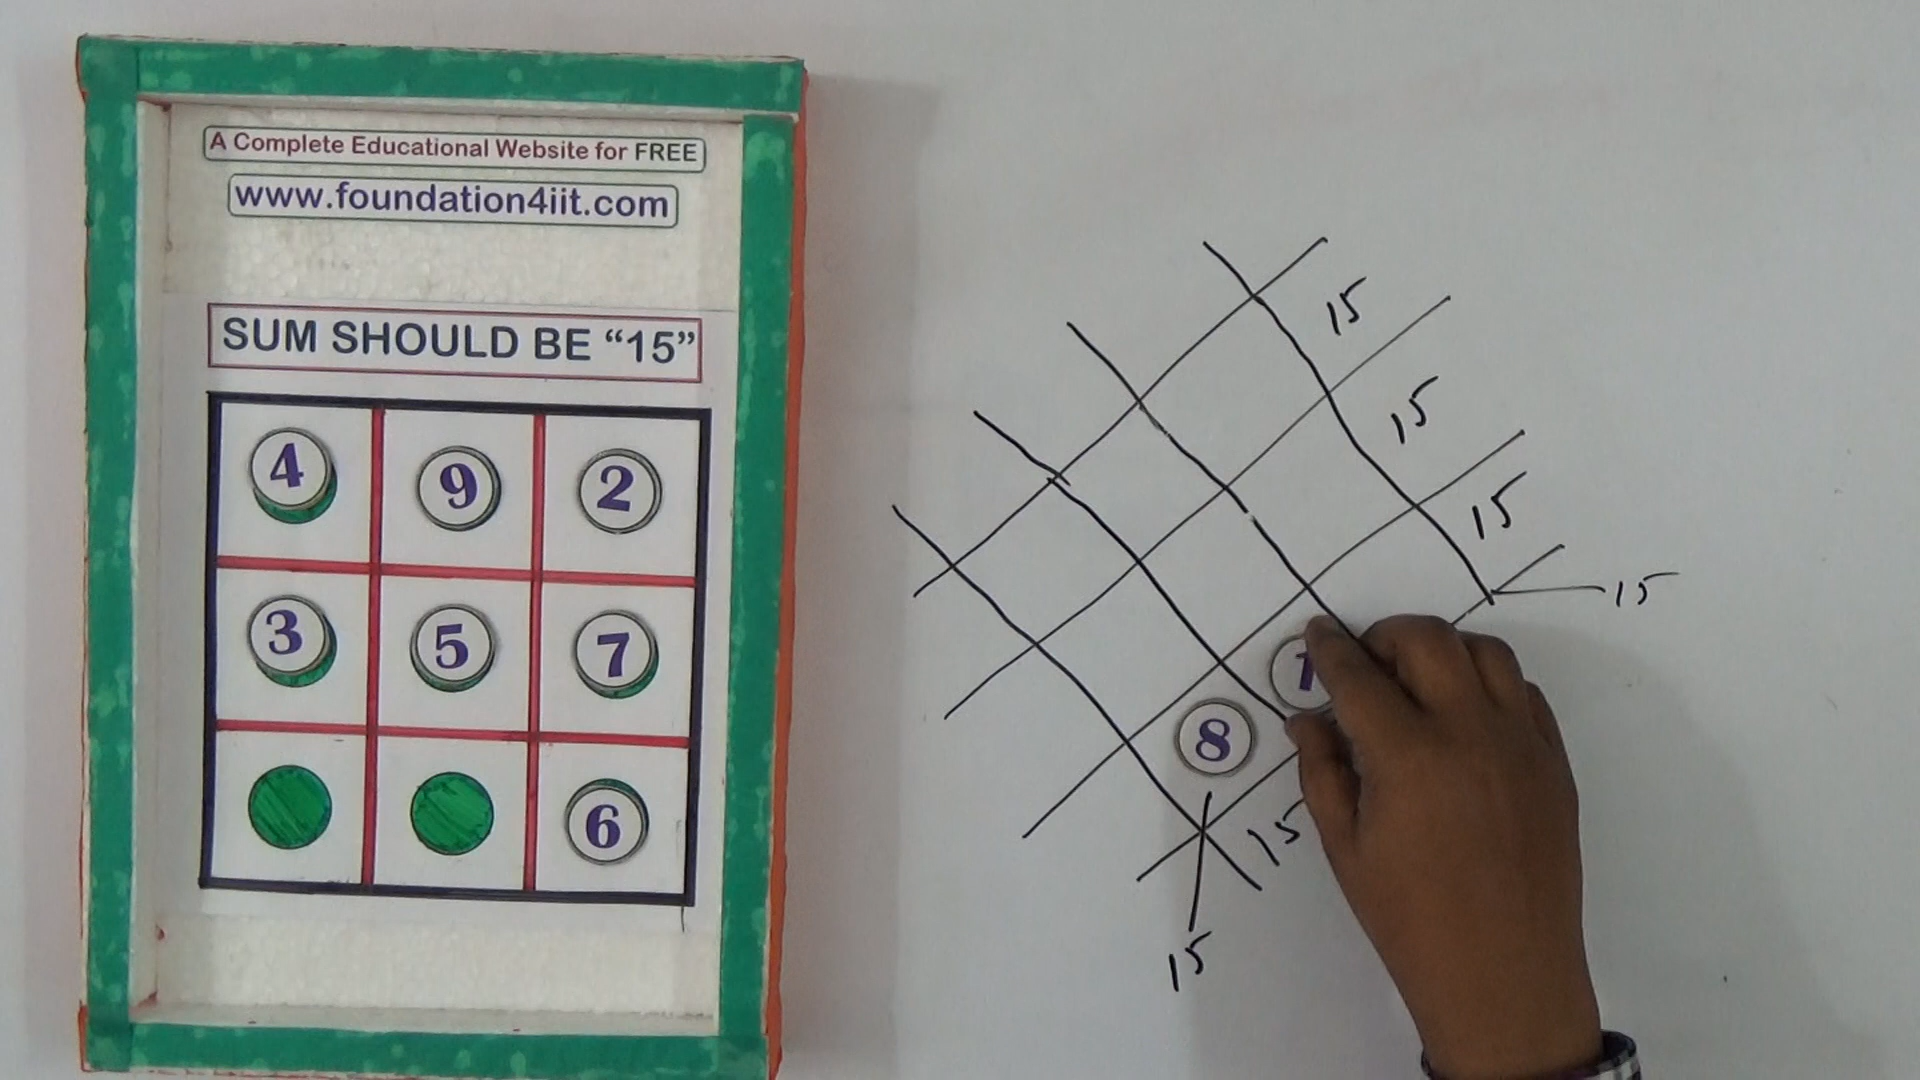 A Complete Educational Website for FREE
www.foundation4iit.com
SUM SHOULD BE “15”
4 9 2
3 5 7
6
15
15
15
15
1
8
15
15